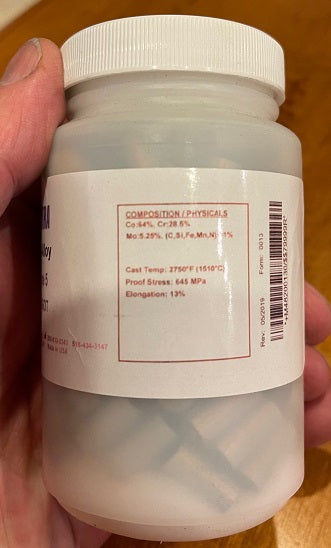 COMPOSITION / PHYSICALS
Co:64%, Cr:28.5%
Mo:5.25%, (C,Si,Fe,Mn,N)
Cast Temp: 2750°F (1510°C)
Proof Stress: 645 MPa
Elongation: 13%
Made in USA
Form: 0013
Rev: 05/2019